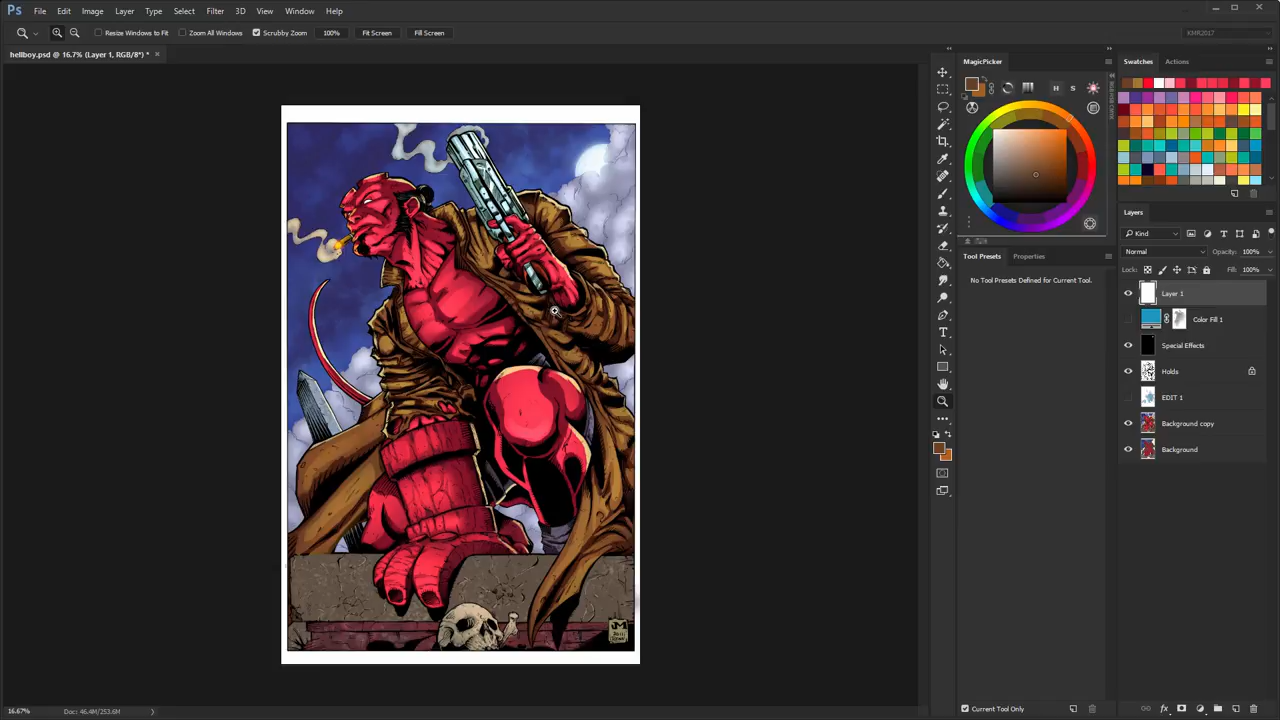 Ps File Edit Image Layer Type Select Filter 3D View Window Help
Resize Windows to Fit Zoom All Windows Scrubby Zoom 100% Fit Screen Fill Screen KMR2017
hellboy.psd @ 16.7% (Layer 1, RGB/8*) *
MagicPicker
H S
Tool Presets Properties
No Tool Presets Defined for Current Tool.
Current Tool Only
Swatches Actions
Layers
Kind
Normal Opacity: 100%
Lock: Fill: 100%
Layer 1
Color Fill 1
Special Effects
Holds
EDIT 1
Background copy
Background
JM
16.67% Doc: 46.4M/253.6M